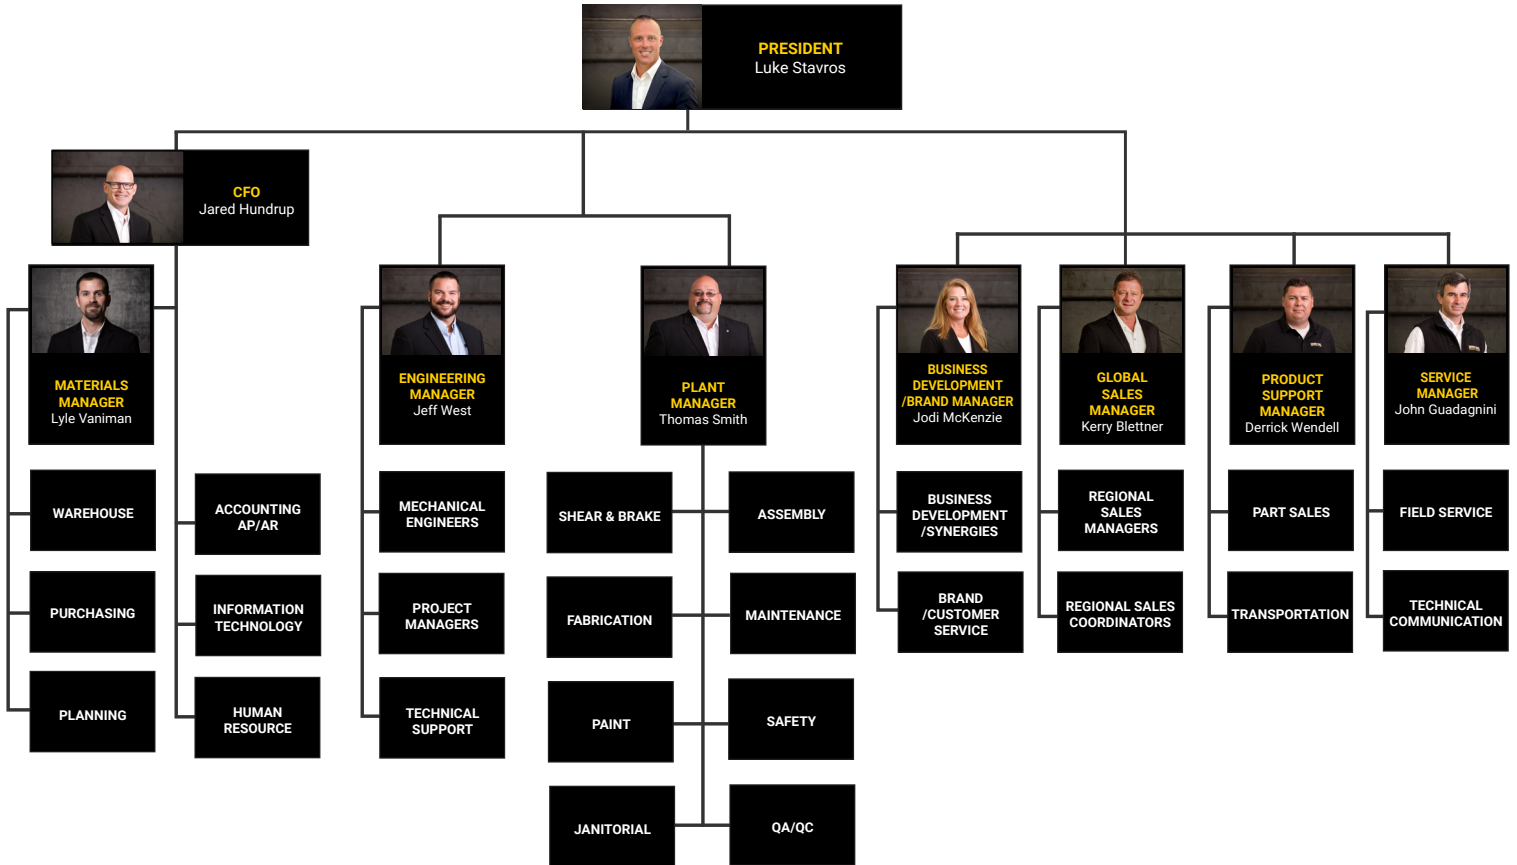 PRESIDENT
Luke Stavros
CFO
Jared Hundrup
MATERIALS
MANAGER
Lyle Vaniman
ENGINEERING
MANAGER
Jeff West
PLANT
MANAGER
Thomas Smith
BUSINESS
DEVELOPMENT
/BRAND MANAGER
Jodi McKenzie
GLOBAL
SALES
MANAGER
Kerry Blettner
PRODUCT
SUPPORT
MANAGER
Derrick Wendell
SERVICE
MANAGER
John Guadagnini
WAREHOUSE
ACCOUNTING
AP/AR
MECHANICAL
ENGINEERS
SHEAR & BRAKE
ASSEMBLY
BUSINESS
DEVELOPMENT
/SYNERGIES
REGIONAL
SALES
MANAGERS
PART SALES
FIELD SERVICE
PURCHASING
INFORMATION
TECHNOLOGY
PROJECT
MANAGERS
FABRICATION
MAINTENANCE
BRAND
/CUSTOMER
SERVICE
REGIONAL SALES
COORDINATORS
TRANSPORTATION
TECHNICAL
COMMUNICATION
PLANNING
HUMAN
RESOURCE
TECHNICAL
SUPPORT
PAINT
SAFETY
JANITORIAL
QA/QC